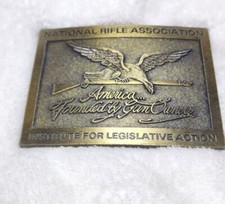 NATIONAL RIFLE ASSOCIATION
America...
Founded by Gun Owners
INSTITUTE FOR LEGISLATIVE ACTION